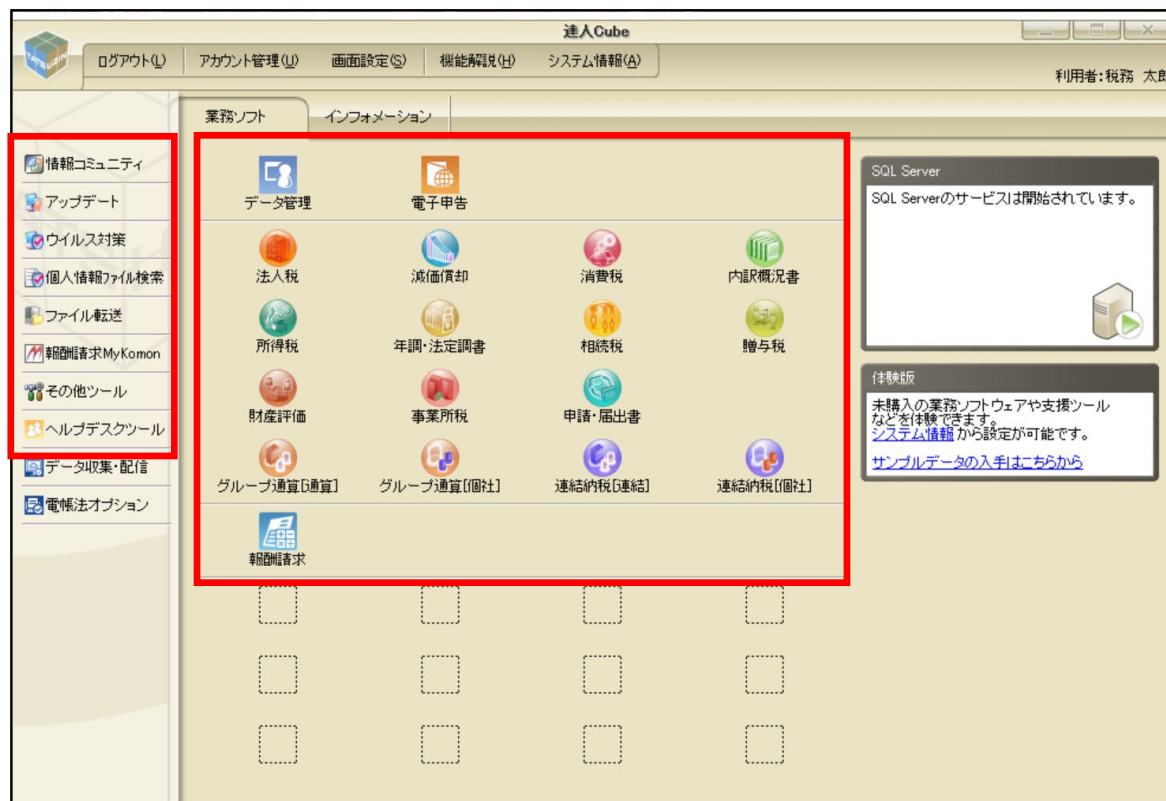 達人Cube
TATSUZIN
ログアウト(L) アカウント管理(U) 画面設定(S) 機能解説(H) システム情報(A)
利用者:税務 太郎
業務ソフト インフォメーション
情報コミュニティ
アップデート
ウイルス対策
個人情報ファイル検索
ファイル転送
報酬請求MyKomon
その他ツール
ヘルプデスクツール
データ収集・配信
電帳法オプション
データ管理 電子申告
法人税 減価償却 消費税 内訳概況書
所得税 年調・法定調書 相続税 贈与税
財産評価 事業所税 申請・届出書
グループ通算[通算] グループ通算[個社] 連結納税[連結] 連結納税[個社]
報酬請求
SQL Server
SQL Serverのサービスは開始されています。
体験版
未購入の業務ソフトウェアや支援ツール
などを体験できます。
システム情報 から設定が可能です。
サンプルデータの入手はこちらから